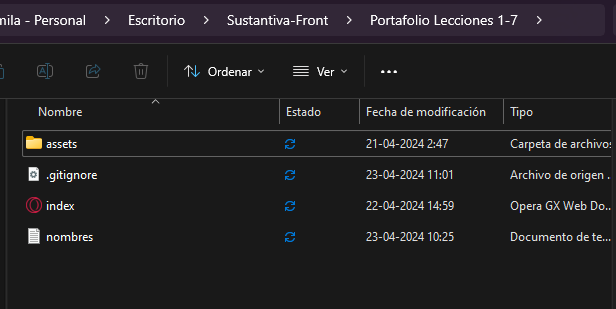 mila - Personal > Escritorio > Sustantiva-Front > Portafolio Lecciones 1-7 >
Ordenar Ver ...
Nombre Estado Fecha de modificación Tipo
assets 21-04-2024 2:47 Carpeta de archivos
.gitignore 23-04-2024 11:01 Archivo de origen ...
index 22-04-2024 14:59 Opera GX Web Do...
nombres 23-04-2024 10:25 Documento de te...